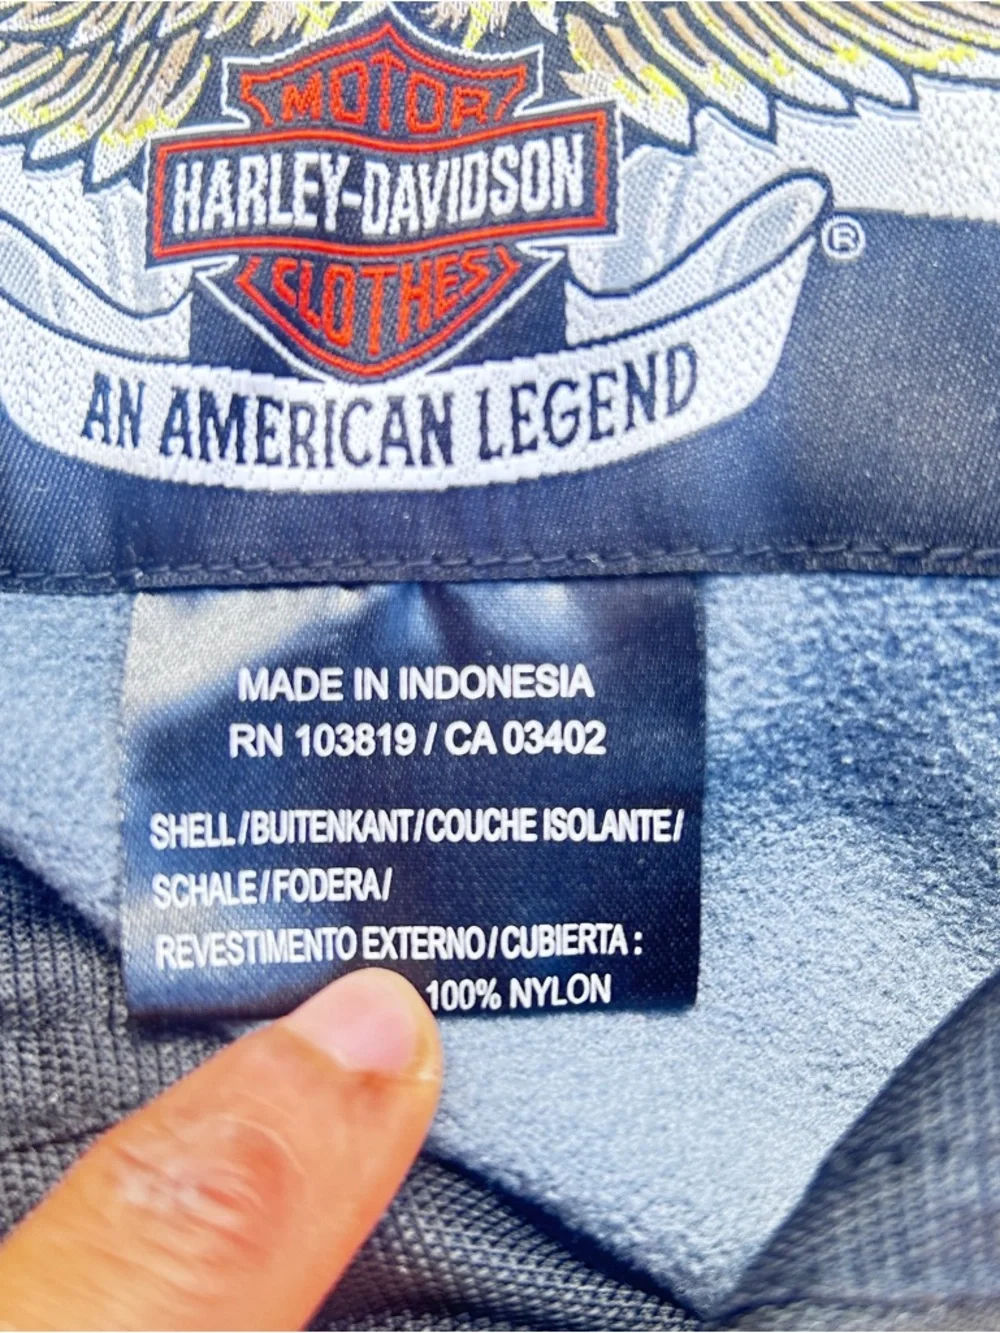 MOTOR
HARLEY-DAVIDSON
CLOTHES
®
AN AMERICAN LEGEND
MADE IN INDONESIA
RN 103819 / CA 03402
SHELL/BUITENKANT/COUCHE ISOLANTE/
SCHALE/FODERA/
REVESTIMENTO EXTERNO/CUBIERTA :
100% NYLON